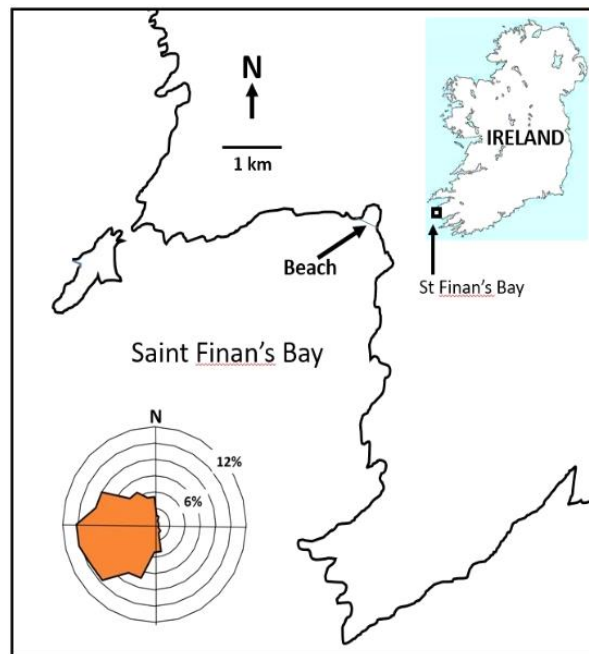 N
1 km
IRELAND
Beach
St Finan's Bay
Saint Finan's Bay
N
12%
6%